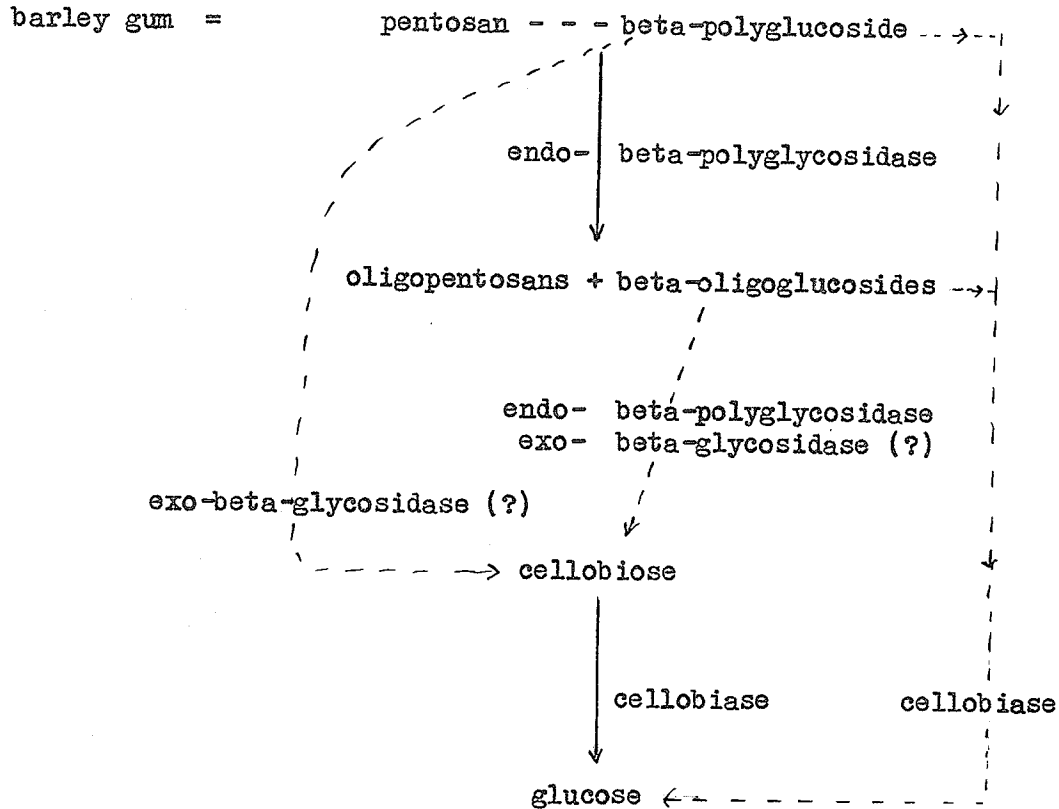 barley gum = pentosan - - - beta-polyglucoside
endo- beta-polyglycosidase
oligopentosans + beta-oligoglucosides
endo- beta-polyglycosidase
exo- beta-glycosidase (?)
exo-beta-glycosidase (?)
cellobiose
cellobiase cellobiase
glucose